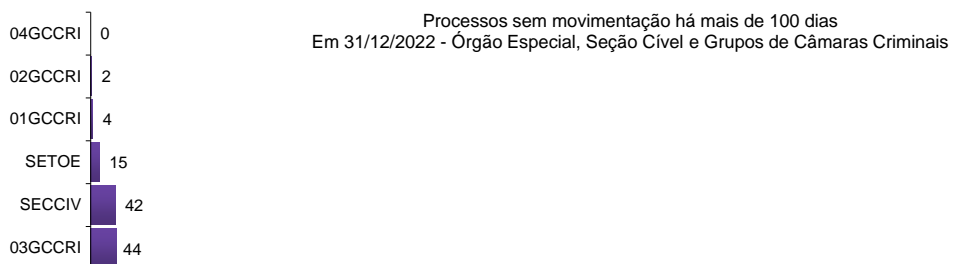 Processos sem movimentação há mais de 100 dias
Em 31/12/2022 - Órgão Especial, Seção Cível e Grupos de Câmaras Criminais
04GCCRI 0
02GCCRI 2
01GCCRI 4
SETOE 15
SECCIV 42
03GCCRI 44